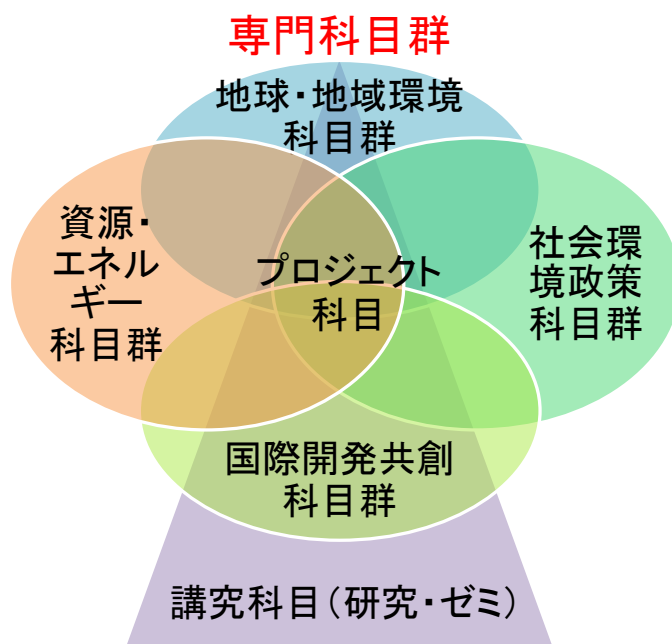 専門科目群
地球・地域環境
科目群
資源・
エネル
ギー
科目群
プロジェクト
科目
社会環
境政策
科目群
国際開発共創
科目群
講究科目（研究・ゼミ）